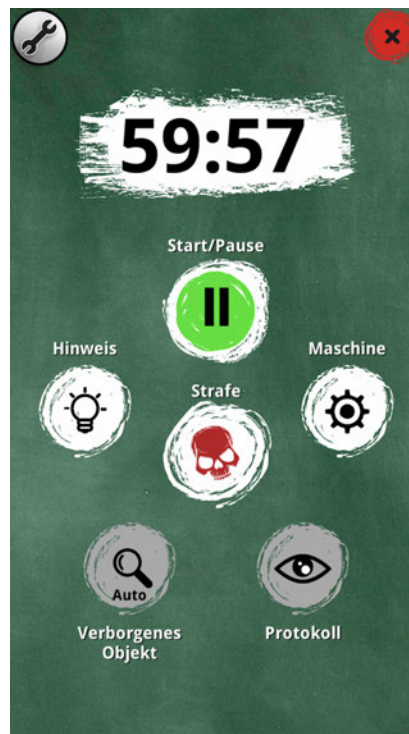 59:57
Start/Pause
Hinweis
Maschine
Strafe
Auto
Verborgenes
Objekt
Protokoll